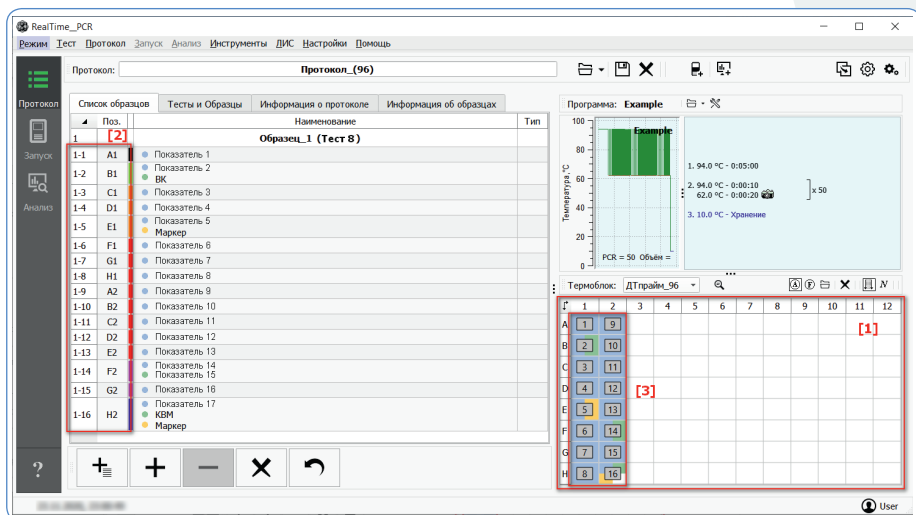 RealTime_PCR
Режим Тест Протокол Запуск Анализ Инструменты ЛИС Настройки Помощь
Протокол: Протокол_(96)
Протокол
Запуск
Анализ
?
Список образцов Тесты и Образцы Информация о протоколе Информация об образцах
Поз. Наименование Тип
1 [2] Образец_1 (Тест 8)
1-1 A1 Показатель 1
1-2 B1 Показатель 2
ВК
1-3 C1 Показатель 3
1-4 D1 Показатель 4
1-5 E1 Показатель 5
Маркер
1-6 F1 Показатель 6
1-7 G1 Показатель 7
1-8 H1 Показатель 8
1-9 A2 Показатель 9
1-10 B2 Показатель 10
1-11 C2 Показатель 11
1-12 D2 Показатель 12
1-13 E2 Показатель 13
1-14 F2 Показатель 14
Показатель 15
1-15 G2 Показатель 16
1-16 H2 Показатель 17
КВМ
Маркер
Программа: Example
Температура,°C
100
80
60
40
20
0
Example
PCR = 50 Объём =
1. 94.0 ºC - 0:05:00
2. 94.0 ºC - 0:00:10
62.0 ºC - 0:00:20
x 50
3. 10.0 ºC - Хранение
Термоблок: ДТпрайм_96 A F N
1 2 3 4 5 6 7 8 9 10 11 12
A 1 9 [1]
B 2 10
C 3 11
D 4 12 [3]
E 5 13
F 6 14
G 7 15
H 8 16
User